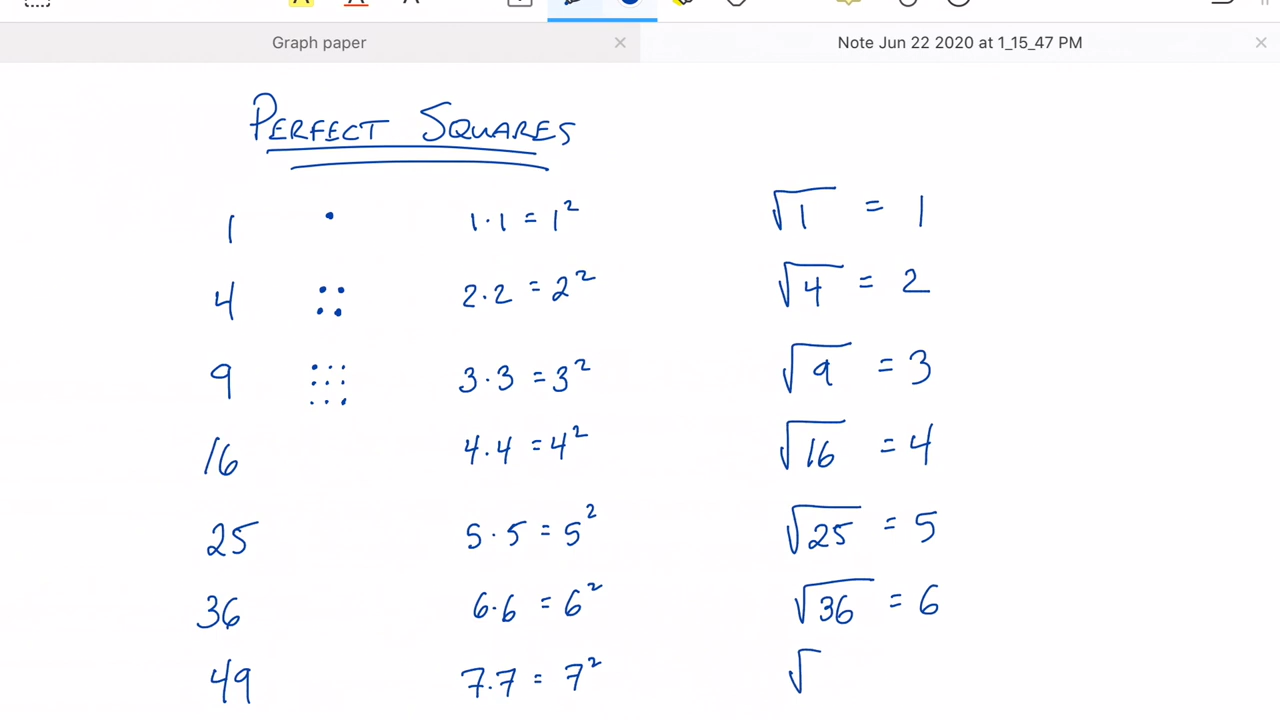 Graph paper Note Jun 22 2020 at 1_15_47 PM
PERFECT SQUARES
1 1·1 = 1² √1 = 1
4 2·2 = 2² √4 = 2
9 3·3 = 3² √9 = 3
16 4·4 = 4² √16 = 4
25 5·5 = 5² √25 = 5
36 6·6 = 6² √36 = 6
49 7·7 = 7² √